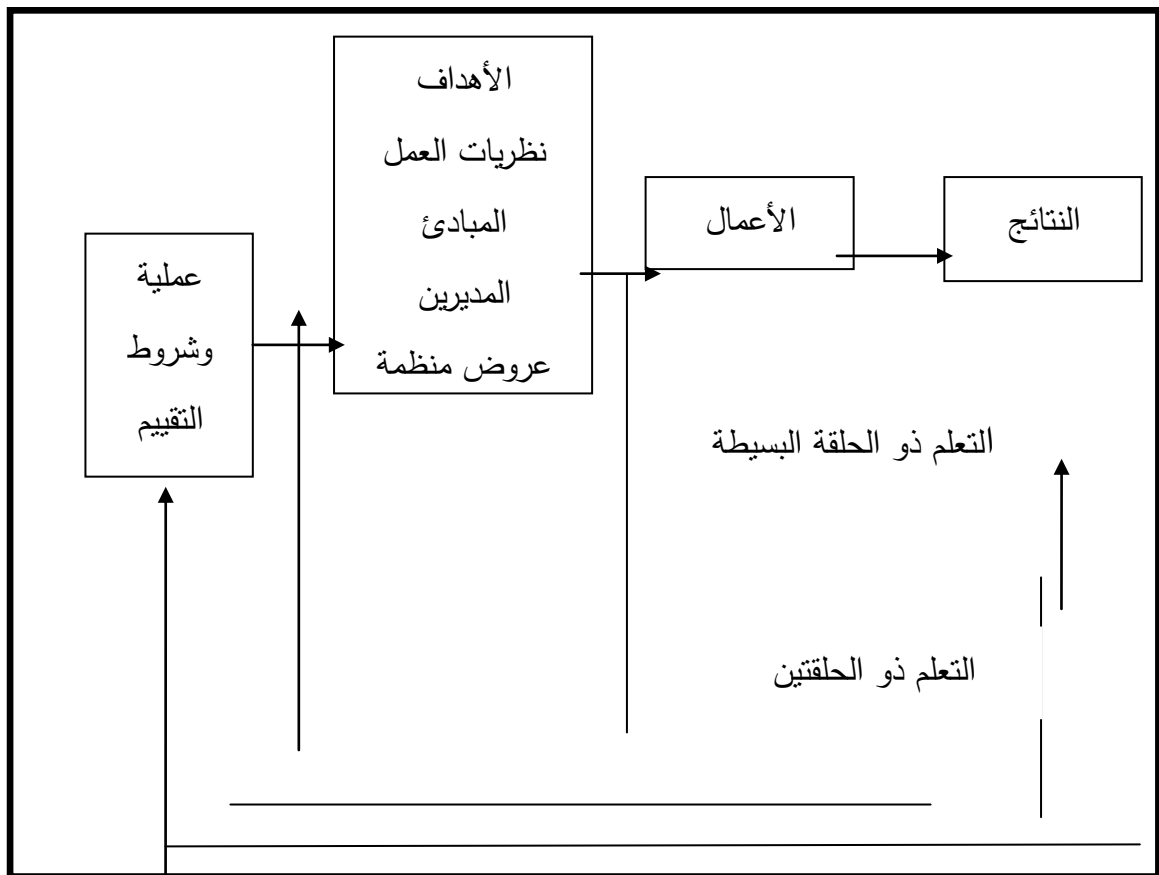 الأهداف
نظريات العمل
المبادئ
المديرين
عروض منظمة
الأعمال
النتائج
عملية
وشروط
التقييم
التعلم ذو الحلقة البسيطة
التعلم ذو الحلقتين